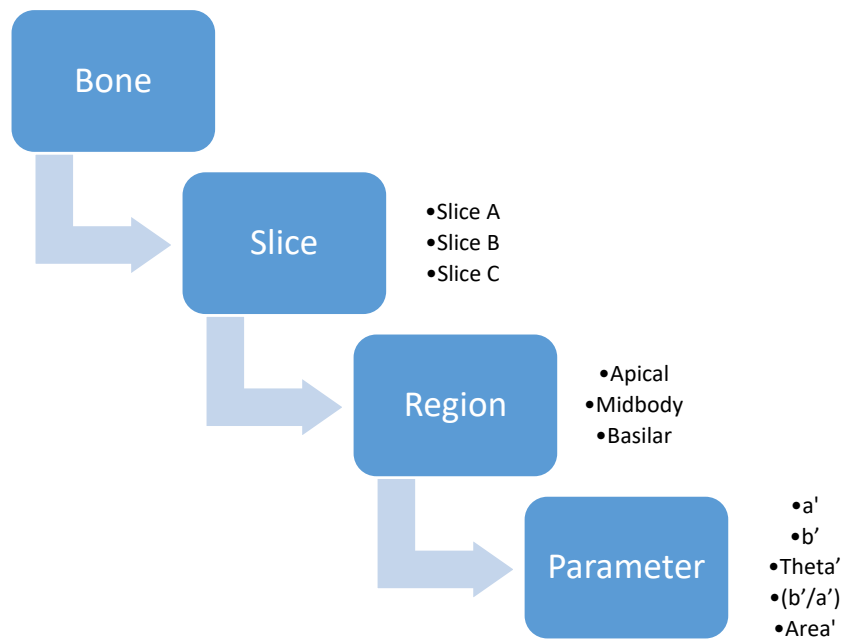 Bone
Slice
•Slice A
•Slice B
•Slice C
Region
•Apical
•Midbody
•Basilar
Parameter
•a'
•b’
•Theta’
•(b’/a’)
•Area'